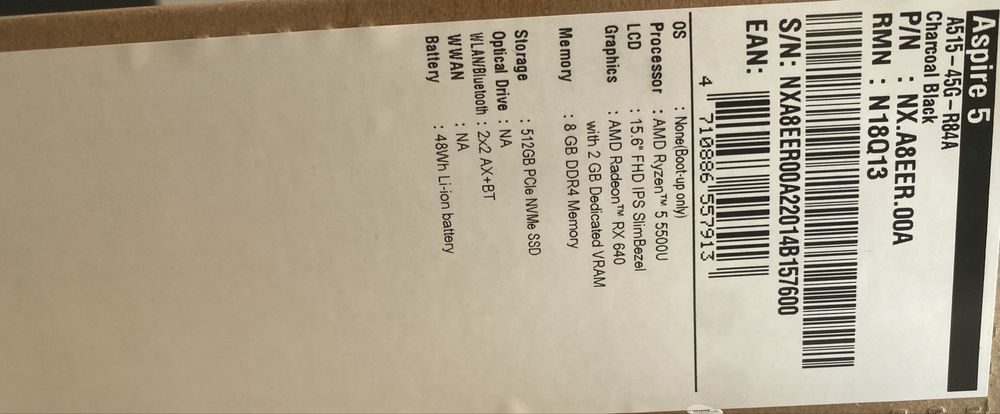 Aspire 5
A515-45G-R84A
Charcoal Black
P/N : NX.A8EER.00A
RMN : N18Q13
S/N: NXA8EER00A22014B157600
EAN:
4 710886 557913
OS : None(Boot-up only)
Processor : AMD Ryzen™ 5 5500U
LCD : 15.6" FHD IPS SlimBezel
Graphics : AMD Radeon™ RX 640
with 2 GB Dedicated VRAM
Memory : 8 GB DDR4 Memory
Storage : 512GB PCIe NVMe SSD
Optical Drive : NA
WLAN/Bluetooth : 2x2 AX+BT
WWAN : NA
Battery : 48Wh Li-ion battery